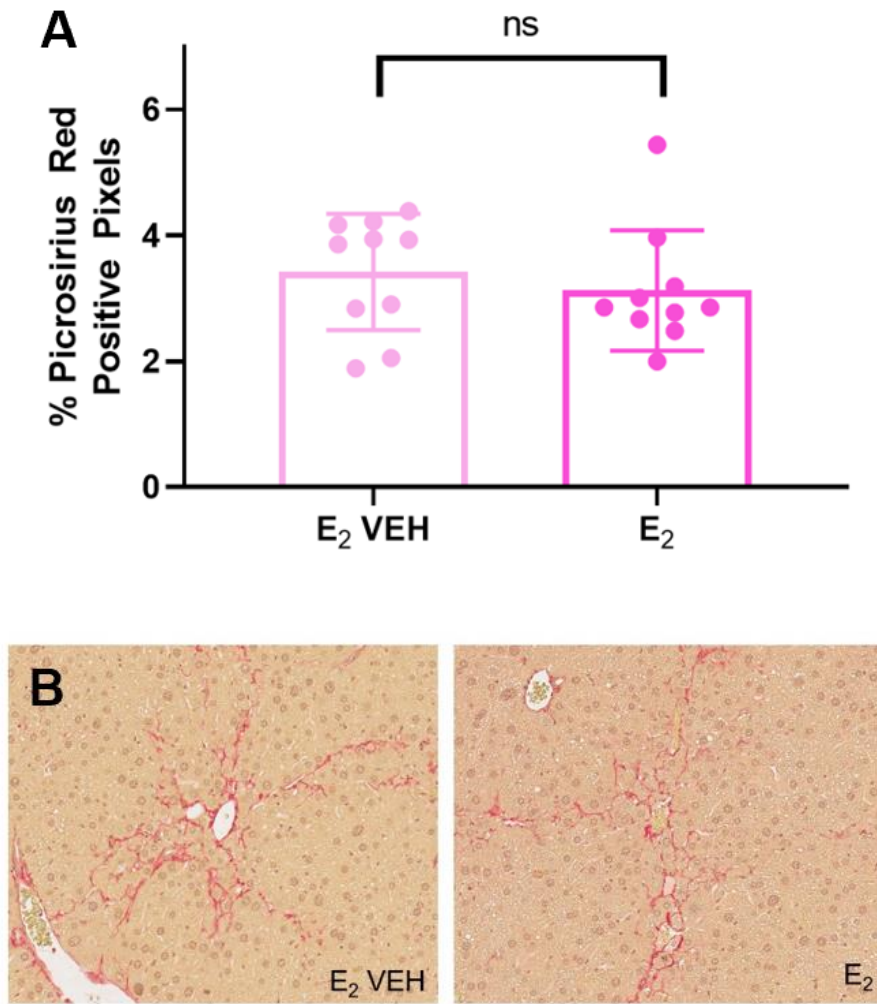 A
ns
% Picrosirius Red
Positive Pixels
6
4
2
0
E₂ VEH
E₂
B
E₂ VEH
E₂